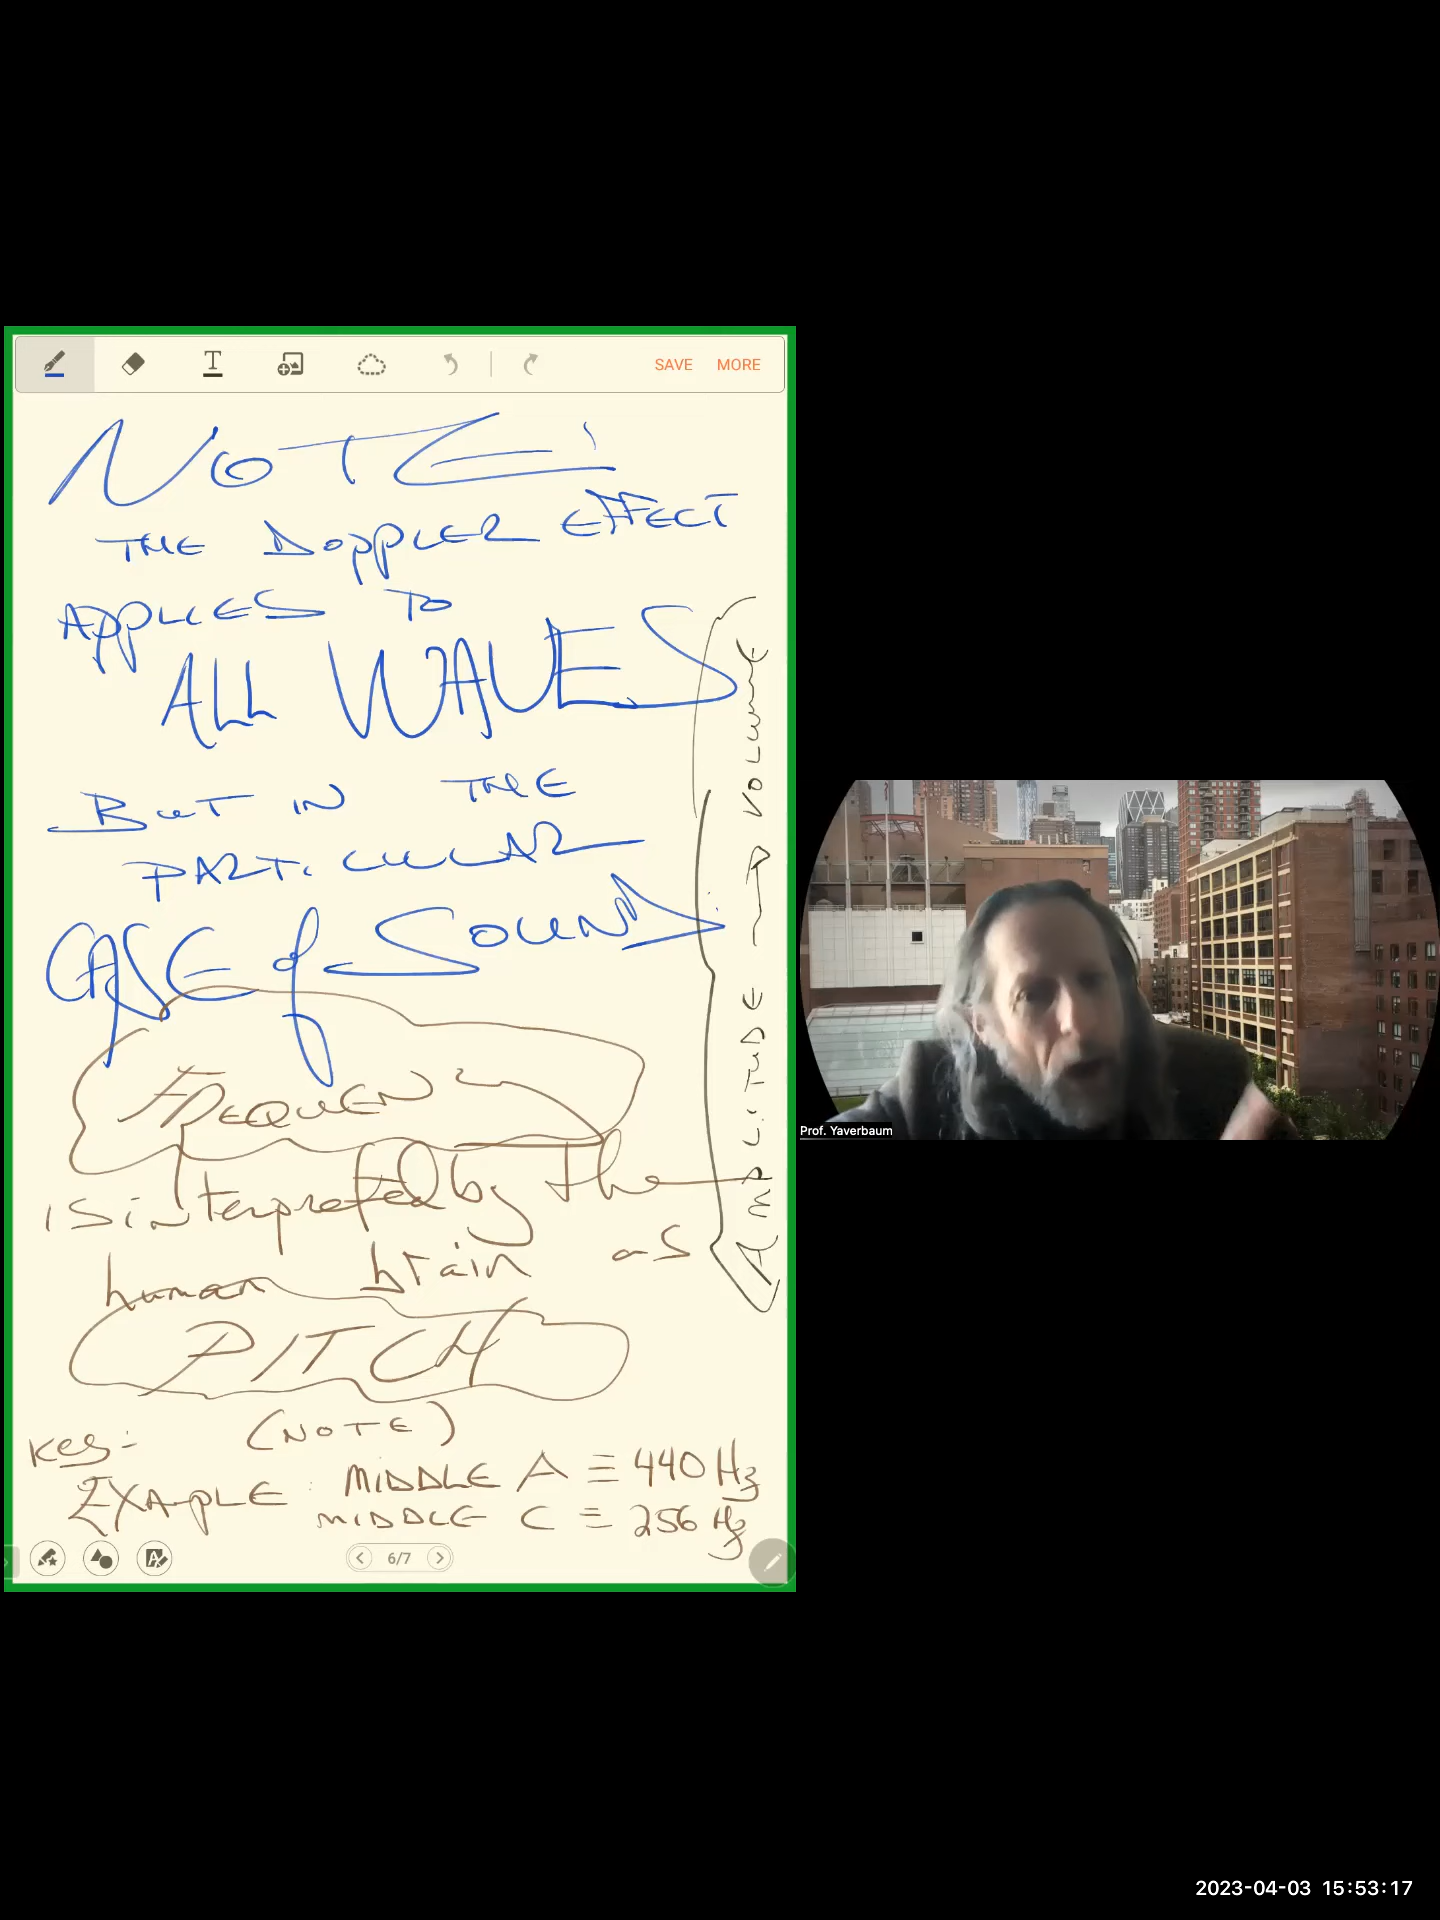 T
SAVE MORE
NOTE:
THE DOPPLER EFFECT
APPLIES TO
ALL WAVES
BUT IN THE
PARTICULAR
CASE of SOUND:
FREQUENCY
is interpreted by the
human brain as
PITCH
(NOTE)
Key:
EXAMPLE: MIDDLE A ≡ 440 Hz
MIDDLE C ≡ 256 Hz
AMPLITUDE → VOLUME
6/7
Prof. Yaverbaum
2023-04-03 15:53:17